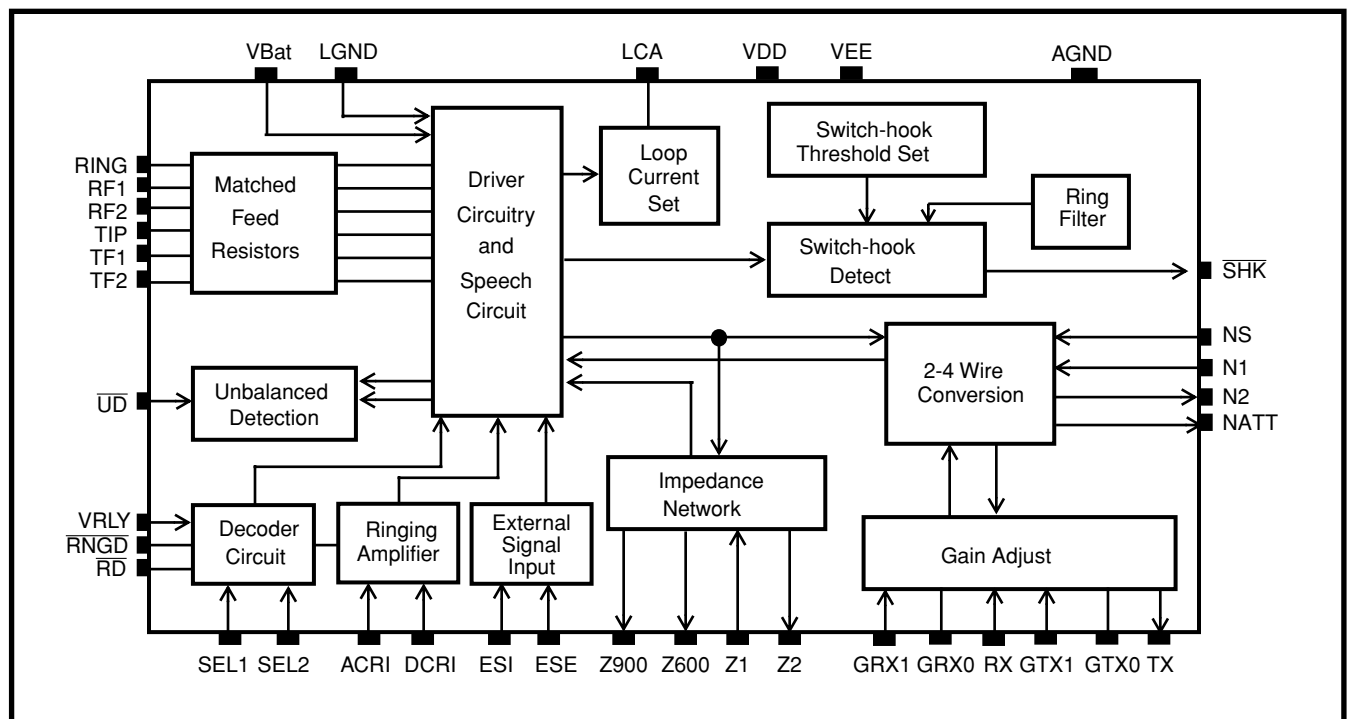 VBat LGND LCA VDD VEE AGND
RING
RF1
RF2
TIP
TF1
TF2
Matched
Feed
Resistors
Driver
Circuitry
and
Speech
Circuit
Loop
Current
Set
Switch-hook
Threshold Set
Ring
Filter
Switch-hook
Detect
SHK
UD
Unbalanced
Detection
2-4 Wire
Conversion
NS
N1
N2
NATT
VRLY
RNGD
RD
Decoder
Circuit
Ringing
Amplifier
External
Signal
Input
Impedance
Network
Gain Adjust
SEL1 SEL2 ACRI DCRI ESI ESE Z900 Z600 Z1 Z2 GRX1 GRX0 RX GTX1 GTX0 TX